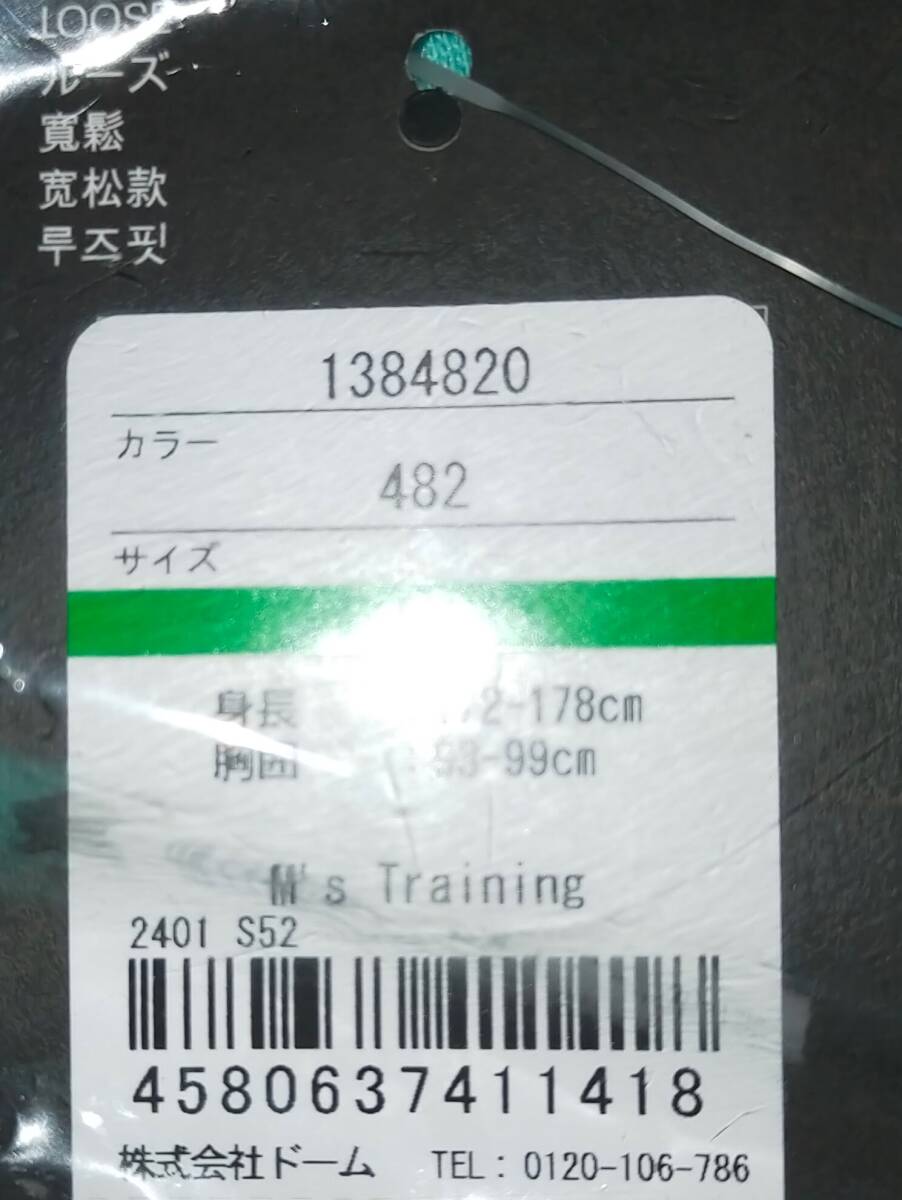 LOOSE
ルーズ
寬鬆
宽松款
루즈핏
1384820
カラー
482
サイズ
身長 2-178cm
胸囲 : 93-99cm
M's Training
2401 S52
4580637411418
株式会社ドーム TEL: 0120-106-786